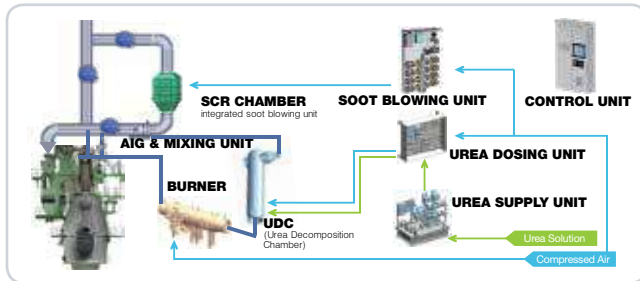 SCR CHAMBER
integrated soot blowing unit
SOOT BLOWING UNIT
CONTROL UNIT
AIG & MIXING UNIT
UREA DOSING UNIT
BURNER
UREA SUPPLY UNIT
UDC
(Urea Decomposition
Chamber)
Urea Solution
Compressed Air